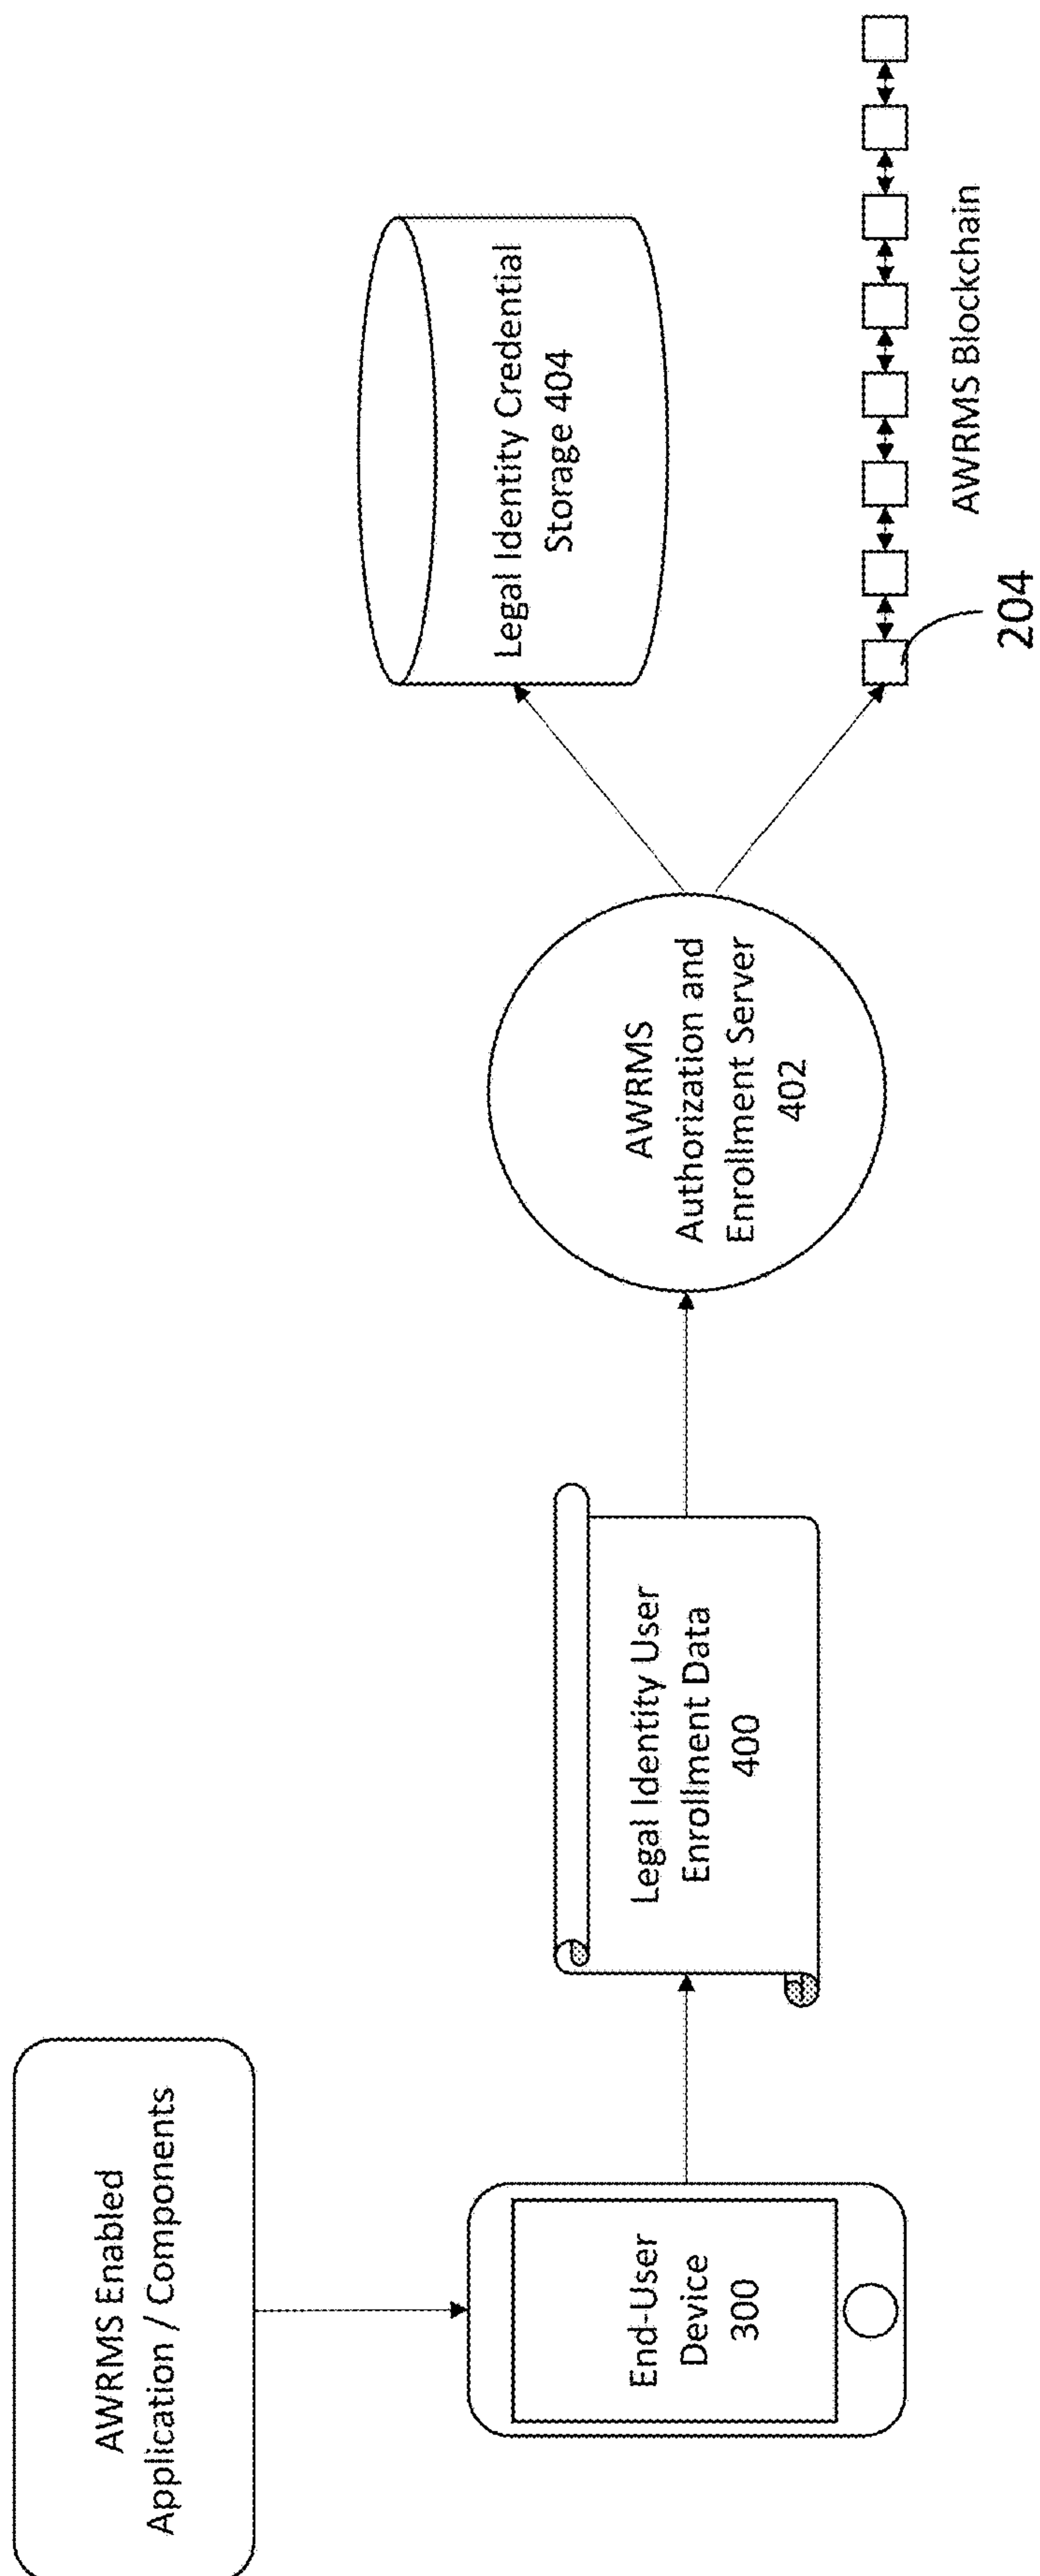 AWRMS Enabled
Application / Components
End-User
Device
300
Legal Identity User
Enrollment Data
400
AWRMS
Authorization and
Enrollment Server
402
Legal Identity Credential
Storage 404
AWRMS Blockchain
204